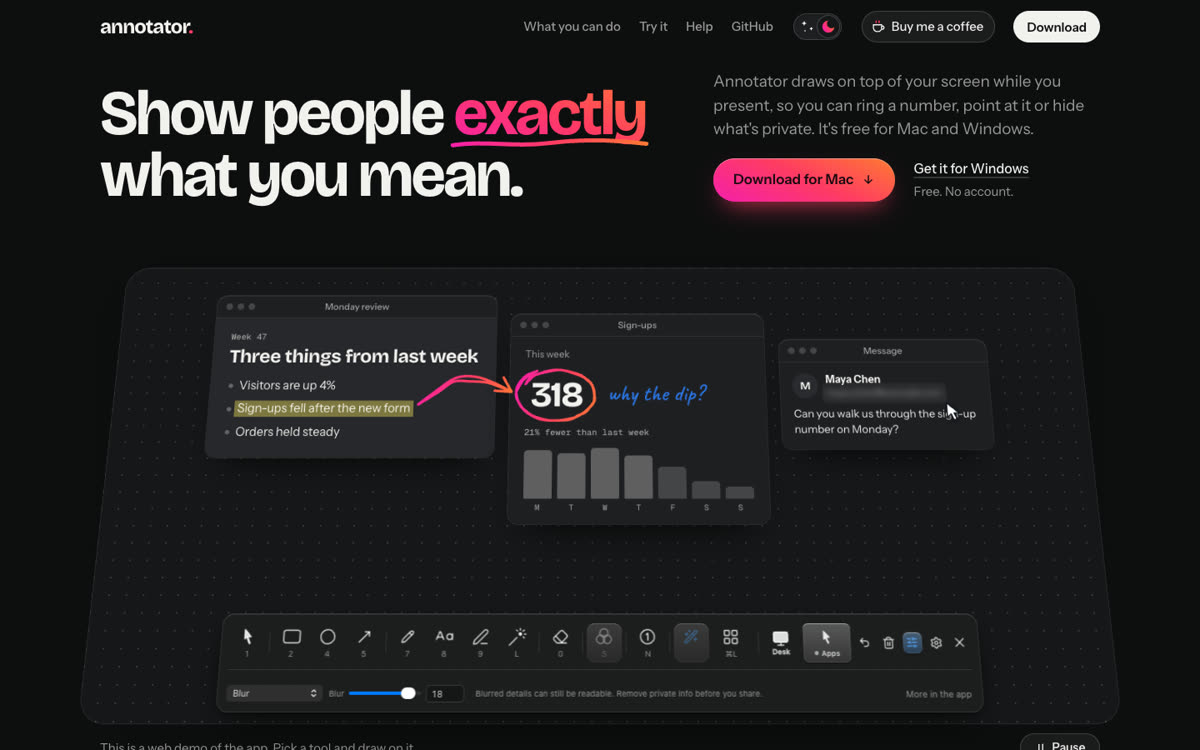 annotator.
What you can do
Try it
Help
GitHub
Buy me a coffee
Download
Show people exactly
what you mean.
Annotator draws on top of your screen while you
present, so you can ring a number, point at it or hide
what's private. It's free for Mac and Windows.
Download for Mac ↓
Get it for Windows
Free. No account.
Monday review
Week 47
Three things from last week
Visitors are up 4%
Sign-ups fell after the new form
Orders held steady
Sign-ups
This week
318
why the dip?
21% fewer than last week
M T W T F S S
Message
M
Maya Chen
Can you walk us through the sign-up
number on Monday?
Aa
1 2 4 5 7 8 9 L G S N ⌘L
Desk
Apps
Blur
Blur
18
Blurred details can still be readable. Remove private info before you share.
More in the app
This is a web demo of the app. Pick a tool and draw on it.
Pause